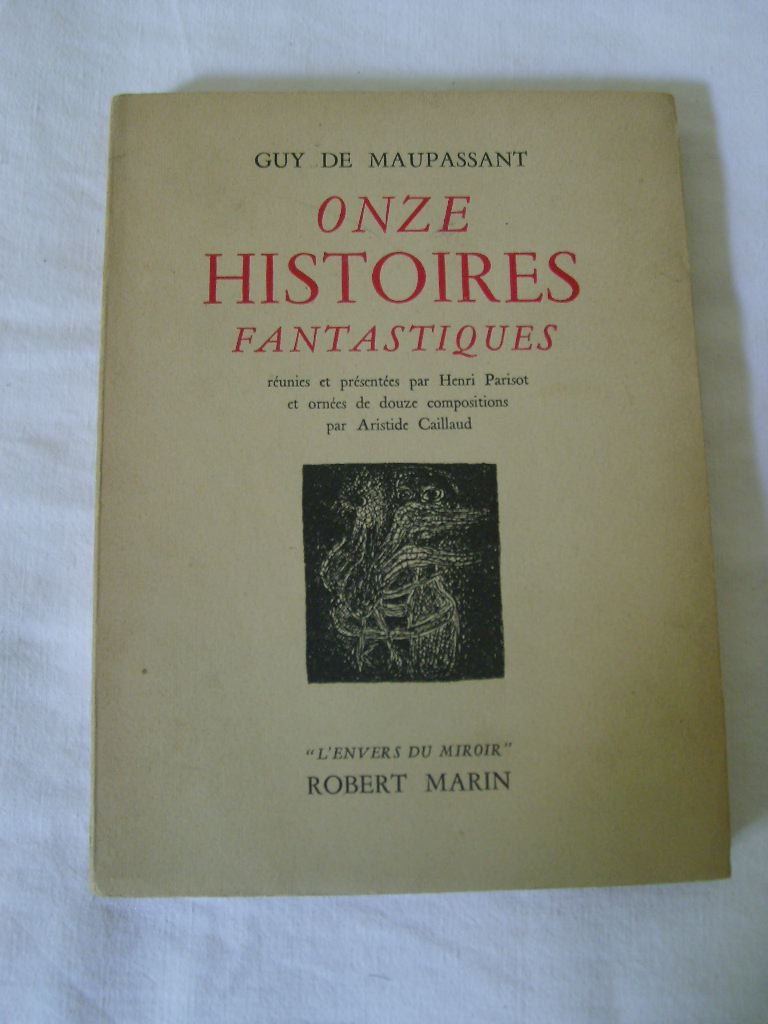 GUY DE MAUPASSANT
ONZE
HISTOIRES
FANTASTIQUES
réunies et présentées par Henri Parisot
et ornées de douze compositions
par Aristide Caillaud
"L'ENVERS DU MIROIR"
ROBERT MARIN